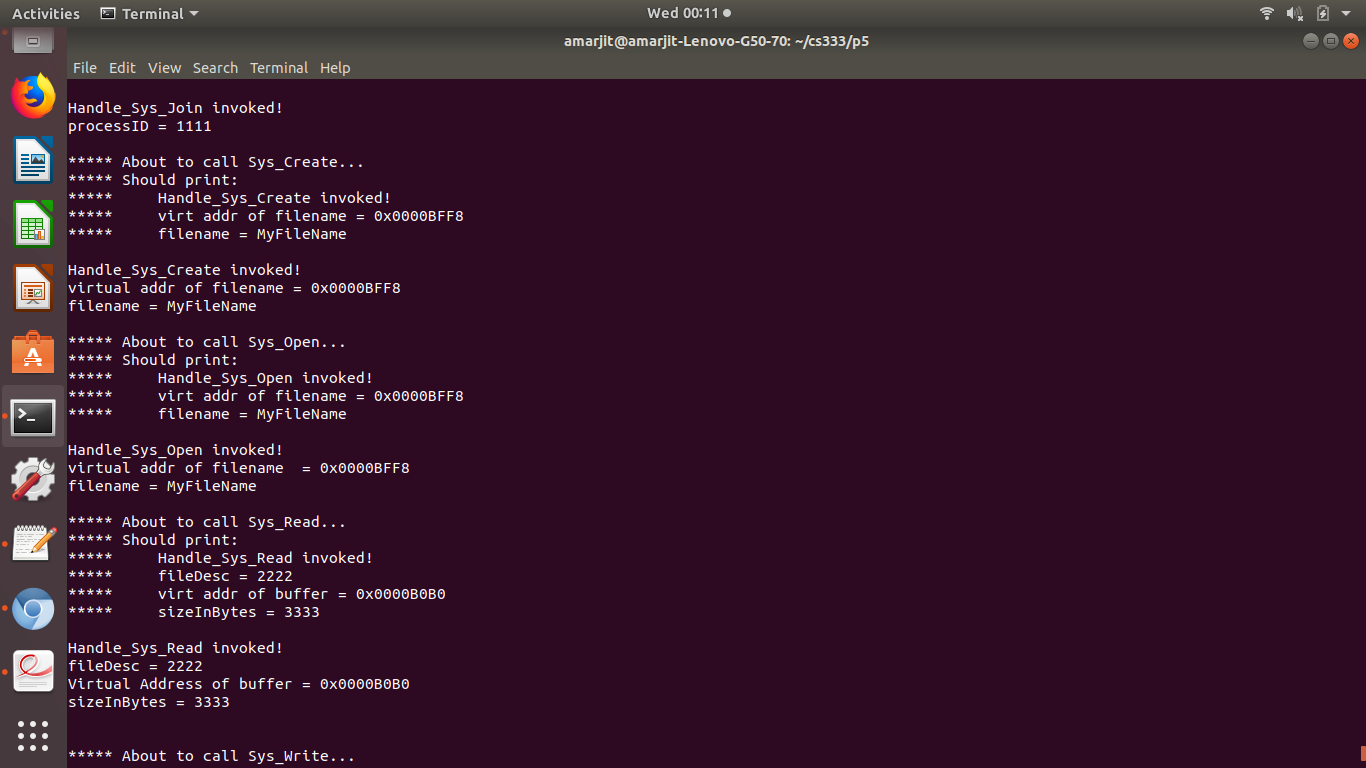 Activities Terminal Wed 00:11
amarjit@amarjit-Lenovo-G50-70: ~/cs333/p5
File Edit View Search Terminal Help
Handle_Sys_Join invoked!
processID = 1111
***** About to call Sys_Create...
***** Should print:
*****     Handle_Sys_Create invoked!
*****     virt addr of filename = 0x0000BFF8
*****     filename = MyFileName
Handle_Sys_Create invoked!
virtual addr of filename = 0x0000BFF8
filename = MyFileName
***** About to call Sys_Open...
***** Should print:
*****     Handle_Sys_Open invoked!
*****     virt addr of filename = 0x0000BFF8
*****     filename = MyFileName
Handle_Sys_Open invoked!
virtual addr of filename  = 0x0000BFF8
filename = MyFileName
***** About to call Sys_Read...
***** Should print:
*****     Handle_Sys_Read invoked!
*****     fileDesc = 2222
*****     virt addr of buffer = 0x0000B0B0
*****     sizeInBytes = 3333
Handle_Sys_Read invoked!
fileDesc = 2222
Virtual Address of buffer = 0x0000B0B0
sizeInBytes = 3333
***** About to call Sys_Write...